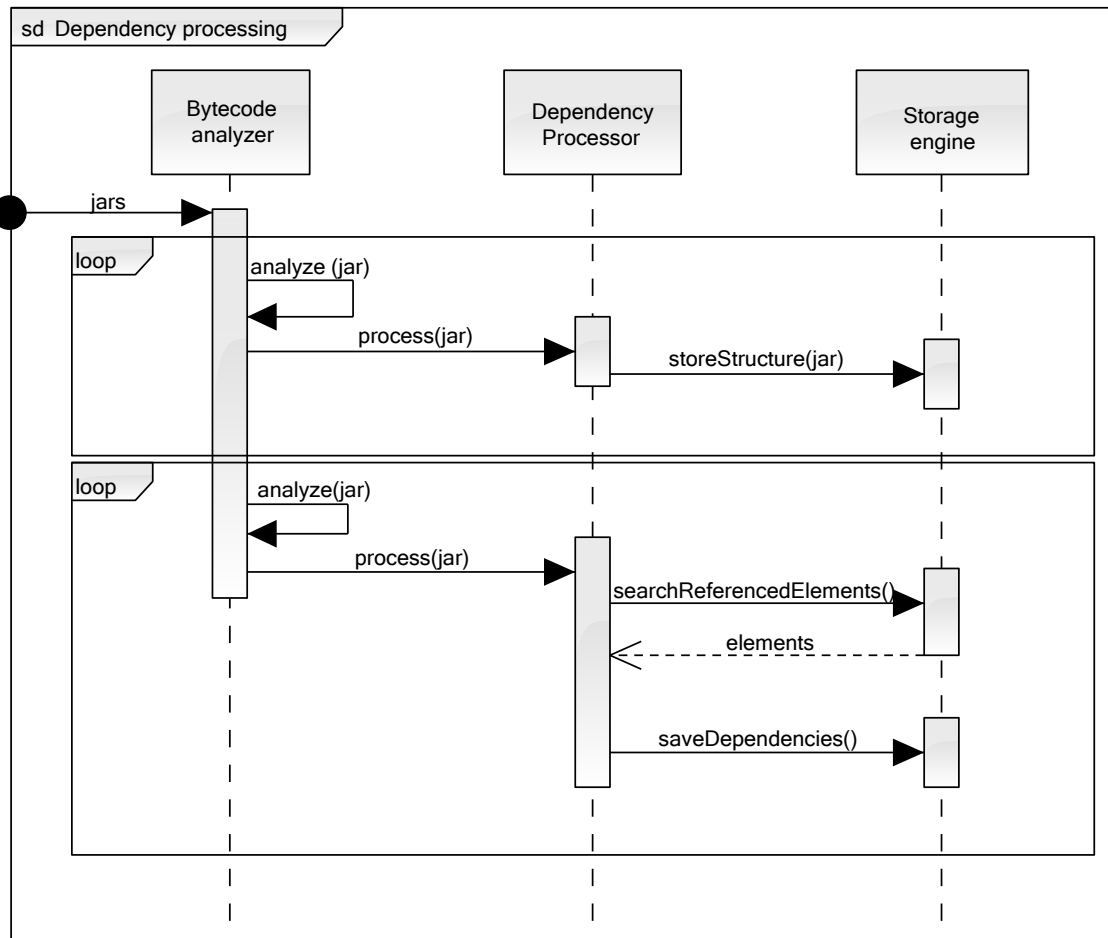 sd  Dependency processing
Bytecode
analyzer
Dependency
Processor
Storage
engine
jars
loop
analyze (jar)
process(jar)
storeStructure(jar)
loop
analyze(jar)
process(jar)
searchReferencedElements()
elements
saveDependencies()